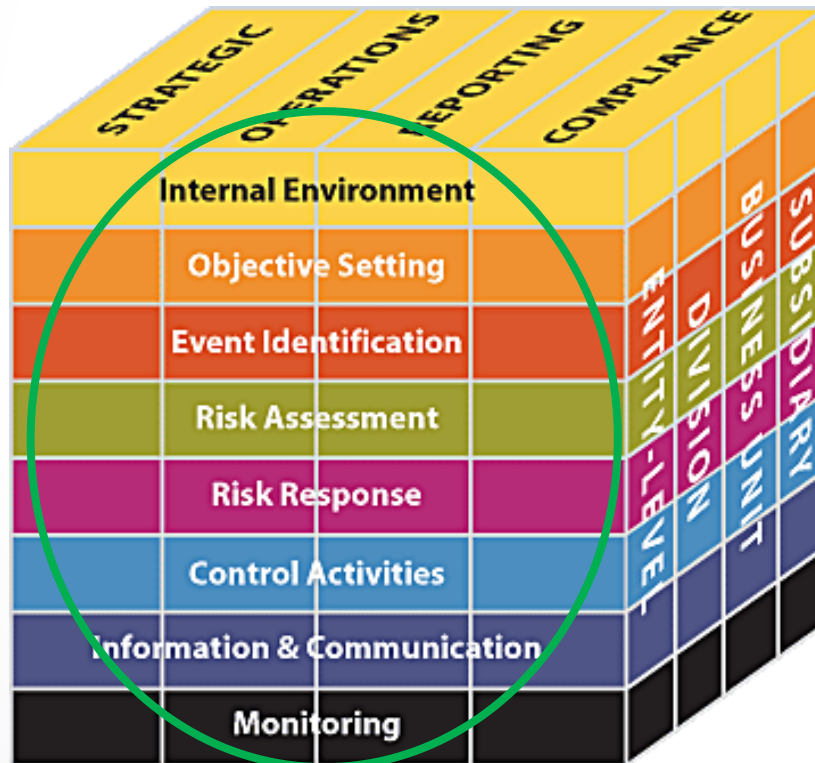 STRATEGIC
OPERATIONS
REPORTING
COMPLIANCE
Internal Environment
Objective Setting
Event Identification
Risk Assessment
Risk Response
Control Activities
Information & Communication
Monitoring
ENTITY-LEVEL
DIVISION
BUSINESS UNIT
SUBSIDIARY